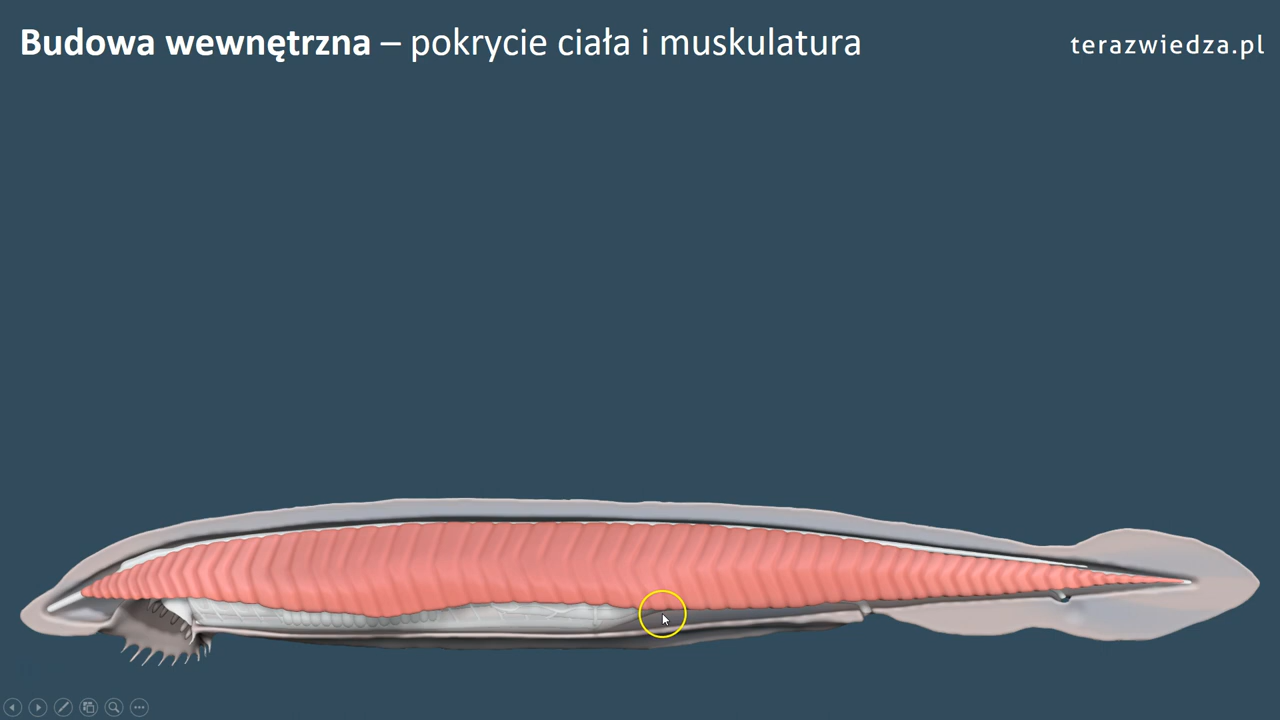 Budowa wewnętrzna – pokrycie ciała i muskulatura
terazwiedza.pl